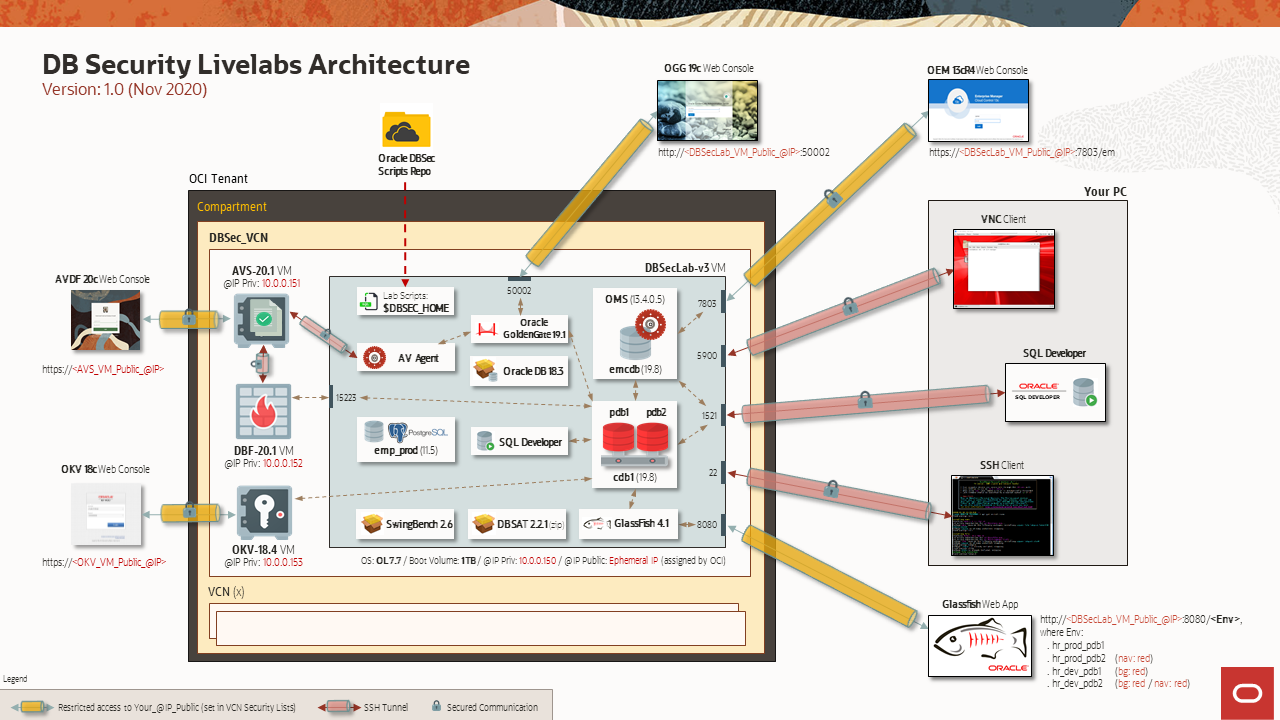 DB Security Livelabs Architecture
Version: 1.0 (Nov 2020)
OGG 19c Web Console
http://<DBSecLab_VM_Public_@IP>:50002
OEM 13cR4 Web Console
https://<DBSecLab_VM_Public_@IP>:7803/em
Oracle DBSec
Scripts Repo
OCI Tenant
Compartment
DBSec_VCN
AVS-20.1 VM
@IP Priv: 10.0.0.151
AVDF 20c Web Console
https://<AVS_VM_Public_@IP>
DBF-20.1 VM
@IP Priv: 10.0.0.152
OKV 18c Web Console
https://<OKV_VM_Public_@IP>
OKV-18.4 VM
@IP Priv: 10.0.0.153
DBSecLab-v3 VM
50002
7803
5900
1521
22
8080
15223
Lab Scripts:
$DBSEC_HOME
AV Agent
Oracle
GoldenGate 19.1
Oracle DB 18.3
OMS (13.4.0.5)
emcdb (19.8)
pdb1 pdb2
cdb1 (19.8)
PostgreSQL
emp_prod (11.5)
SQL Developer
SwingBench 2.6
DBSAT 2.2.1
GlassFish 4.1
OS: OL7.7 / Boot Volume: 1TB / @IP Priv: 10.0.0.150 / @IP Public: Ephemeral IP (assigned by OCI)
VCN (x)
Your PC
VNC Client
SQL Developer
ORACLE
SQL DEVELOPER
SSH Client
Glassfish Web App
ORACLE
http://<DBSecLab_VM_Public_@IP>:8080/<Env>,
where Env:
. hr_prod_pdb1
. hr_prod_pdb2 (nav: red)
. hr_dev_pdb1 (bg: red)
. hr_dev_pdb2 (bg: red / nav: red)
Legend
Restricted access to Your_@IP_Public (set in VCN Security Lists)
SSH Tunnel
Secured Communication